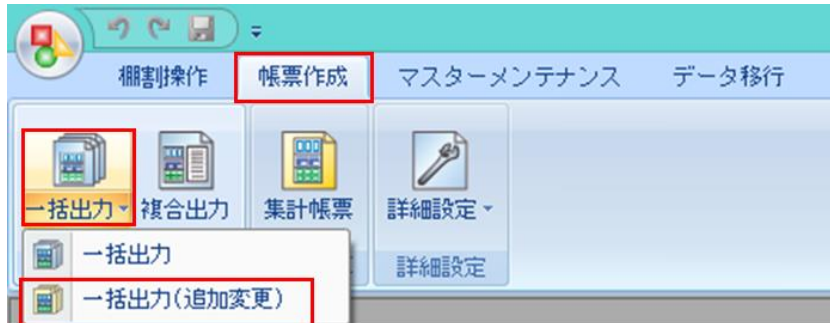 棚割操作 帳票作成 マスターメンテナンス データ移行
一括出力 複合出力 集計帳票 詳細設定
一括出力 詳細設定
一括出力(追加変更)